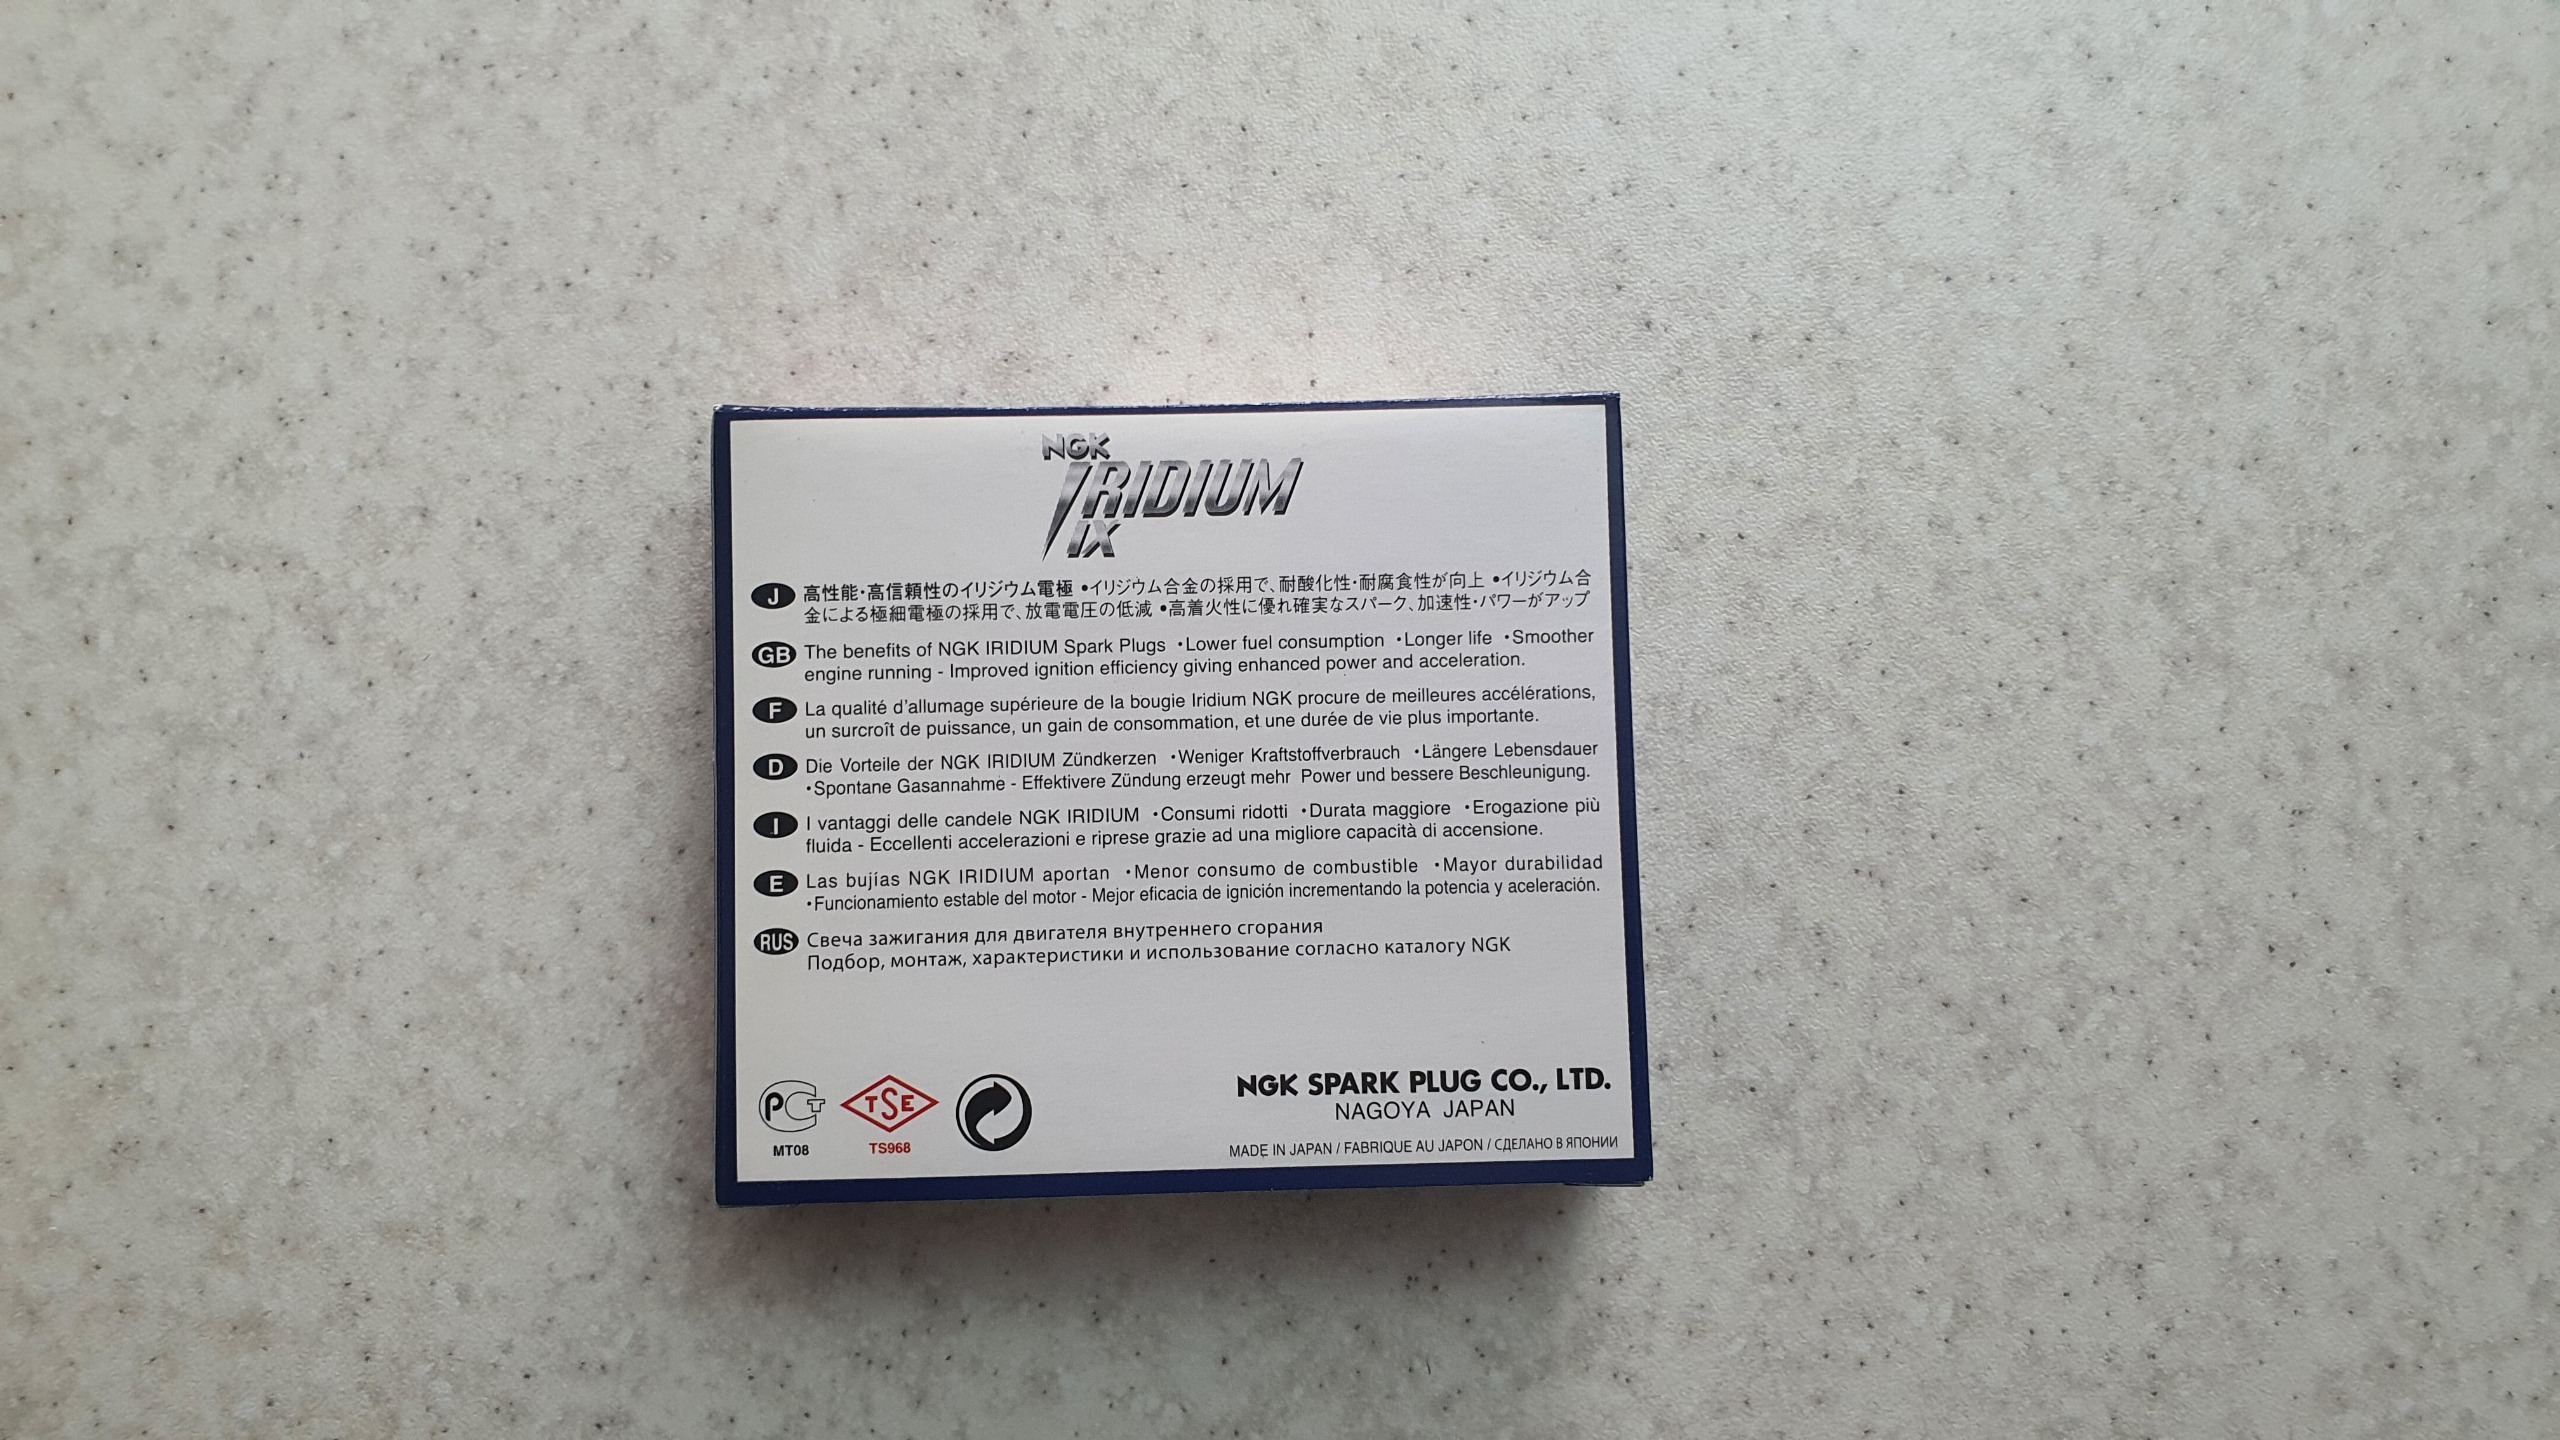 NGK
IRIDIUM
IX
J 高性能・高信頼性のイリジウム電極 •イリジウム合金の採用で、耐酸化性・耐腐食性が向上 •イリジウム合
金による極細電極の採用で、放電電圧の低減 •高着火性に優れ確実なスパーク、加速性・パワーがアップ
GB The benefits of NGK IRIDIUM Spark Plugs •Lower fuel consumption •Longer life •Smoother
engine running - Improved ignition efficiency giving enhanced power and acceleration.
F La qualité d'allumage supérieure de la bougie Iridium NGK procure de meilleures accélérations,
un surcroît de puissance, un gain de consommation, et une durée de vie plus importante.
D Die Vorteile der NGK IRIDIUM Zündkerzen •Weniger Kraftstoffverbrauch •Längere Lebensdauer
•Spontane Gasannahme - Effektivere Zündung erzeugt mehr Power und bessere Beschleunigung.
I I vantaggi delle candele NGK IRIDIUM •Consumi ridotti •Durata maggiore •Erogazione più
fluida - Eccellenti accelerazioni e riprese grazie ad una migliore capacità di accensione.
E Las bujías NGK IRIDIUM aportan •Menor consumo de combustible •Mayor durabilidad
•Funcionamiento estable del motor - Mejor eficacia de ignición incrementando la potencia y aceleración.
RUS Свеча зажигания для двигателя внутреннего сгорания
Подбор, монтаж, характеристики и использование согласно каталогу NGK
PCT
MT08
TSE
TS968
NGK SPARK PLUG CO., LTD.
NAGOYA JAPAN
MADE IN JAPAN / FABRIQUE AU JAPON / СДЕЛАНО В ЯПОНИИ